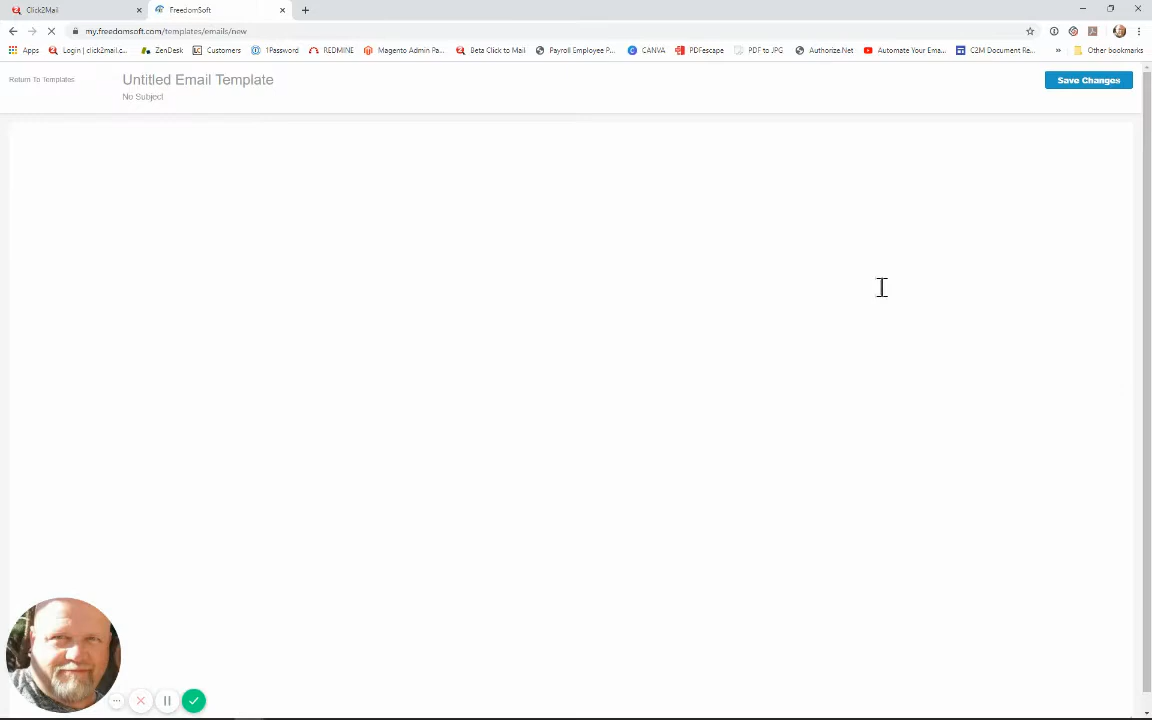 Click2Mail
FreedomSoft
my.freedomsoft.com/templates/emails/new
Apps
Login | click2mail.c...
ZenDesk
Customers
1Password
REDMINE
Magento Admin Pa...
Beta Click to Mail
Payroll Employee P...
CANVA
PDFescape
PDF to JPG
Authorize.Net
Automate Your Ema...
C2M Document Re...
»
Other bookmarks
Return To Templates
Untitled Email Template
No Subject
Save Changes